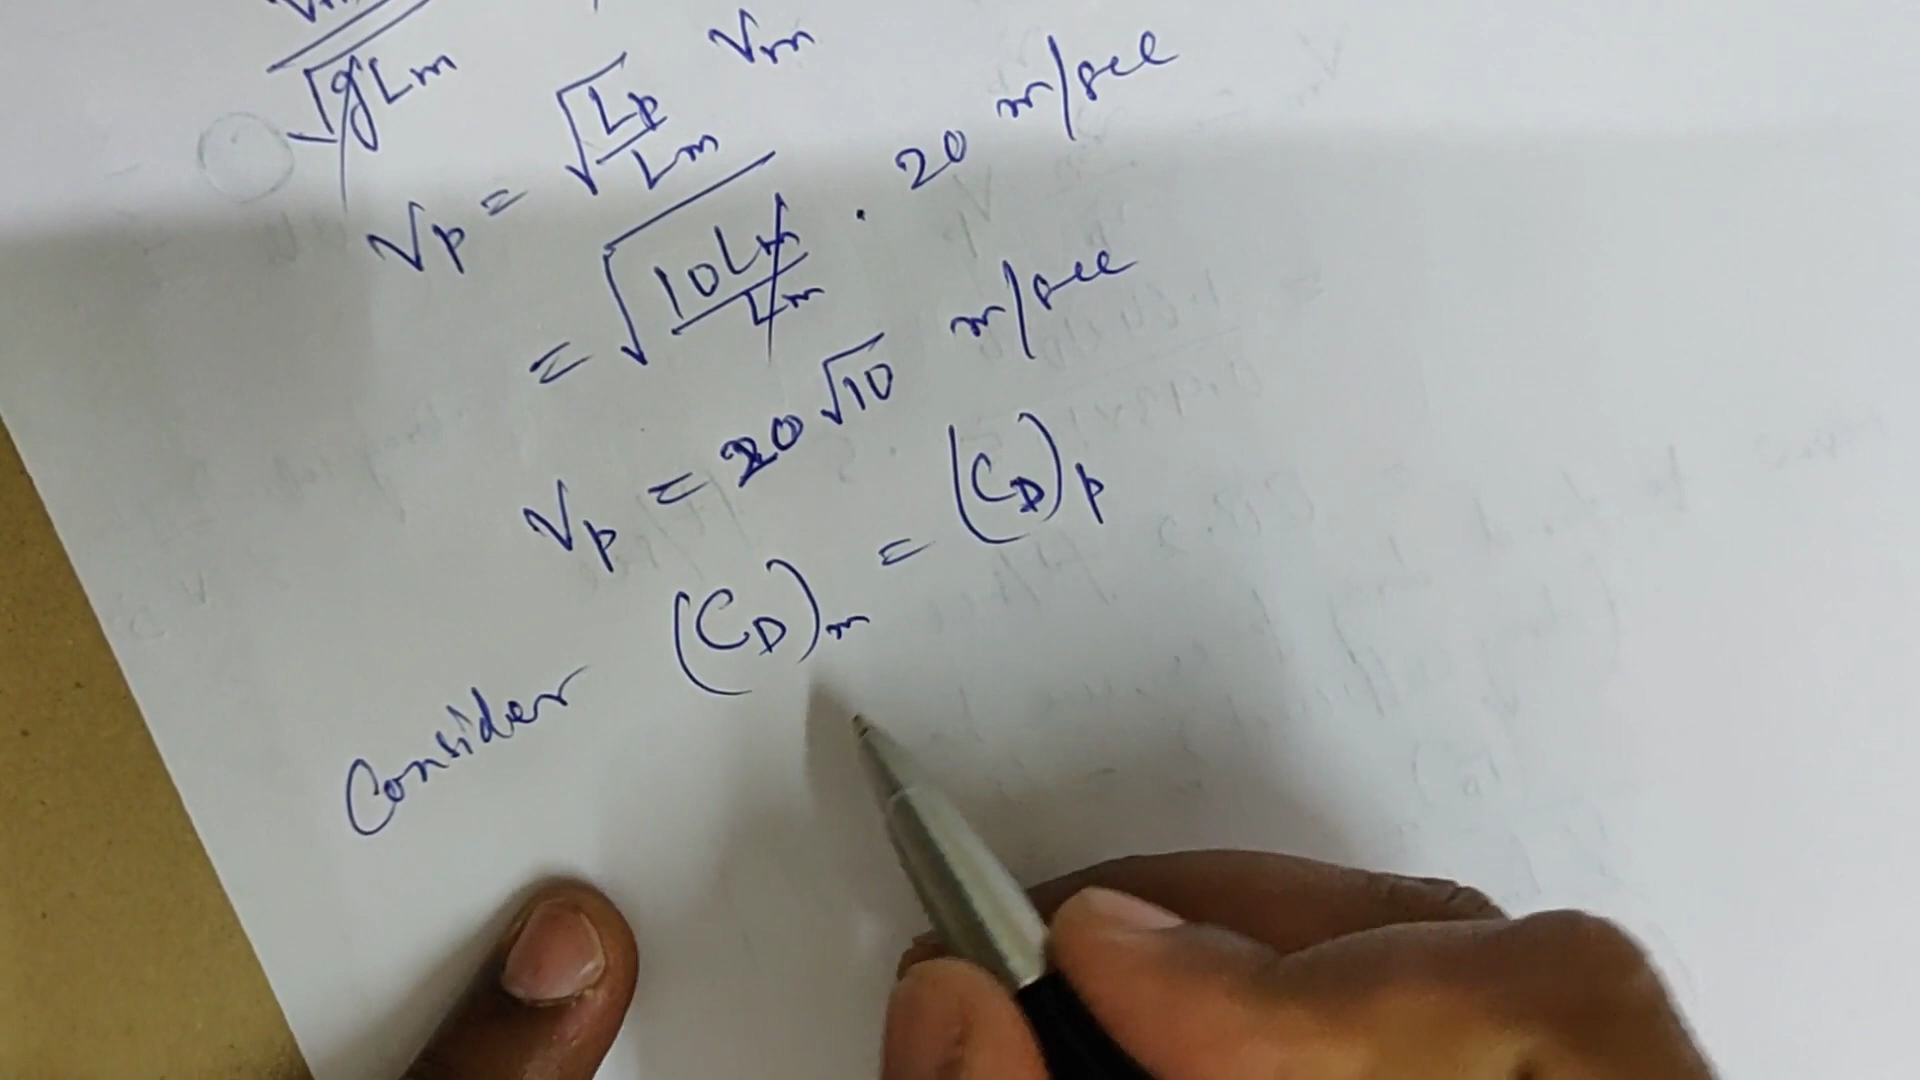 √gLm
Vp = √Lp/Lm Vm
= √10Lm/Lm . 20 m/sec
Vp = 20√10 m/sec
Consider (CD)m = (CD)p